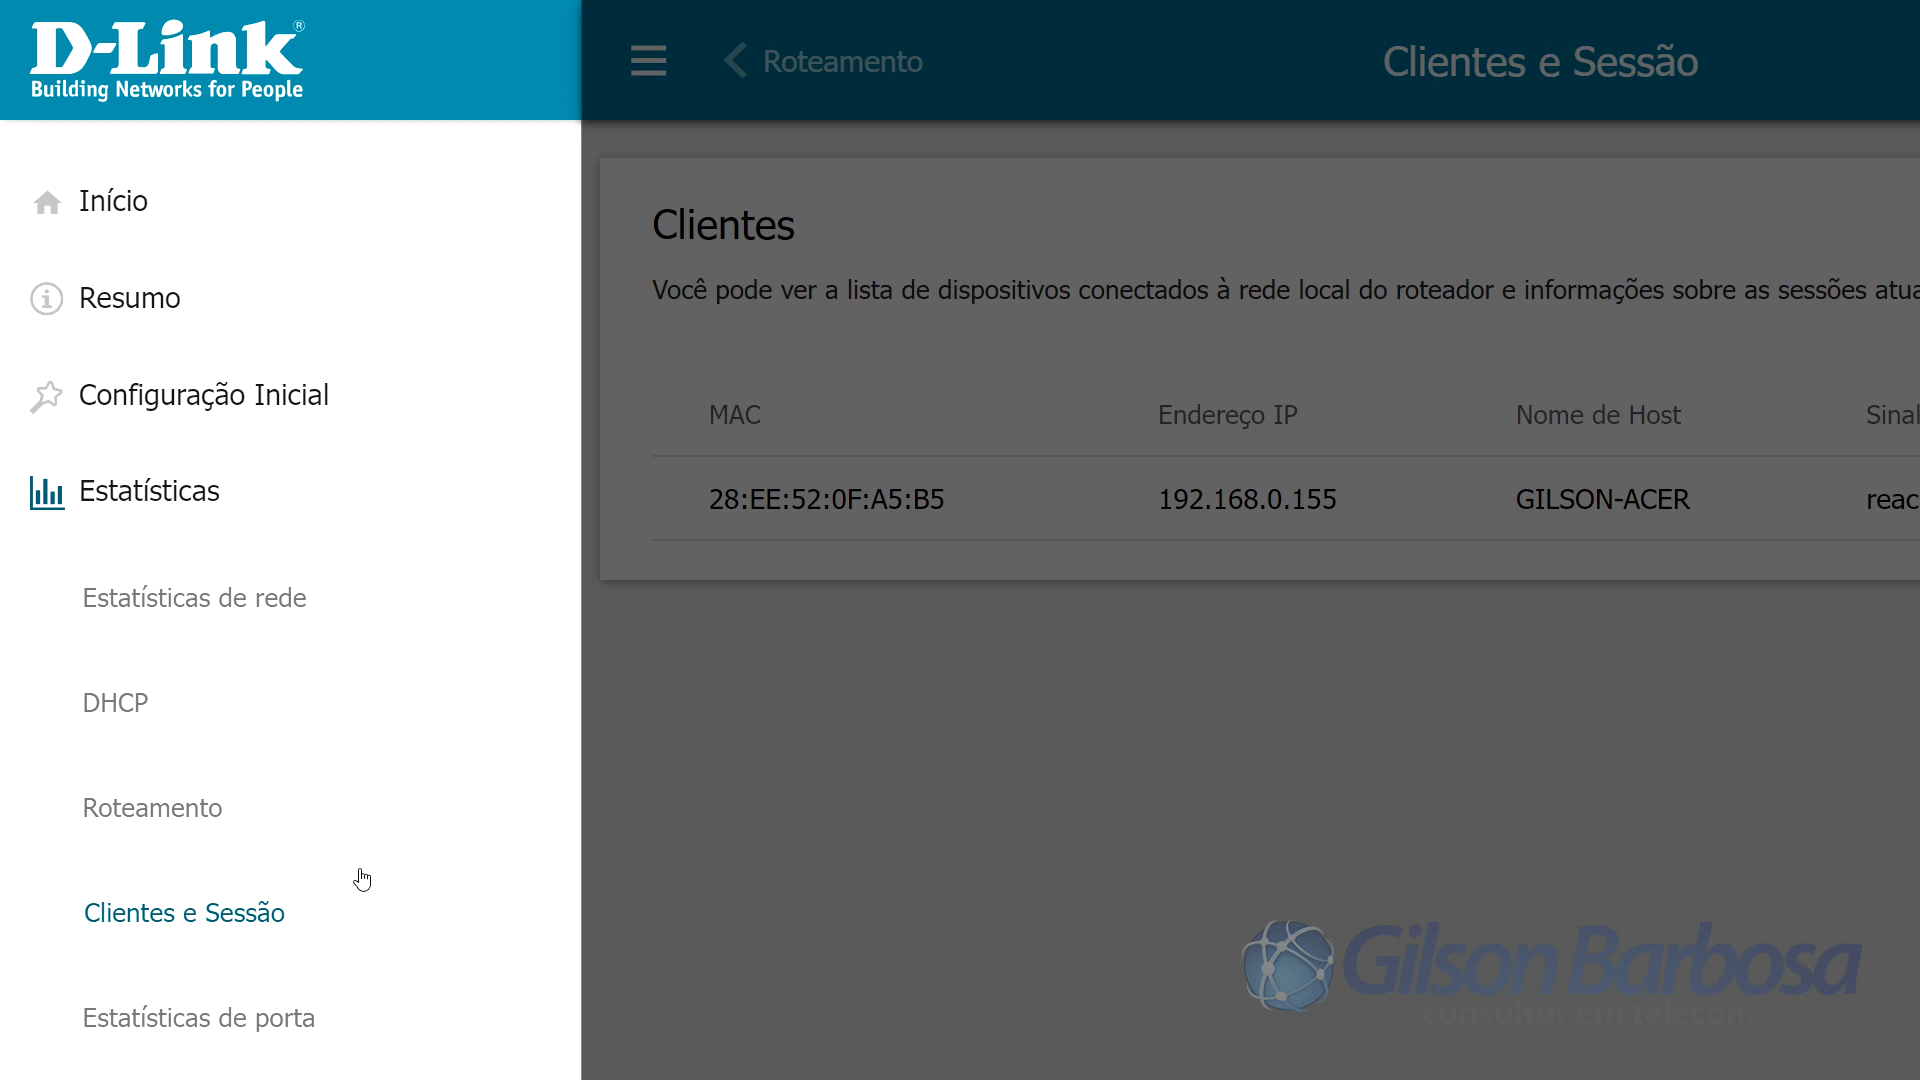 D-Link®
Building Networks for People
Início
Resumo
Configuração Inicial
Estatísticas
Estatísticas de rede
DHCP
Roteamento
Clientes e Sessão
Estatísticas de porta
Roteamento
Clientes e Sessão
Clientes
Você pode ver a lista de dispositivos conectados à rede local do roteador e informações sobre as sessões atua
MAC Endereço IP Nome de Host Sinal
28:EE:52:0F:A5:B5 192.168.0.155 GILSON-ACER reac
Gilson Barbosa
consultor em telecom